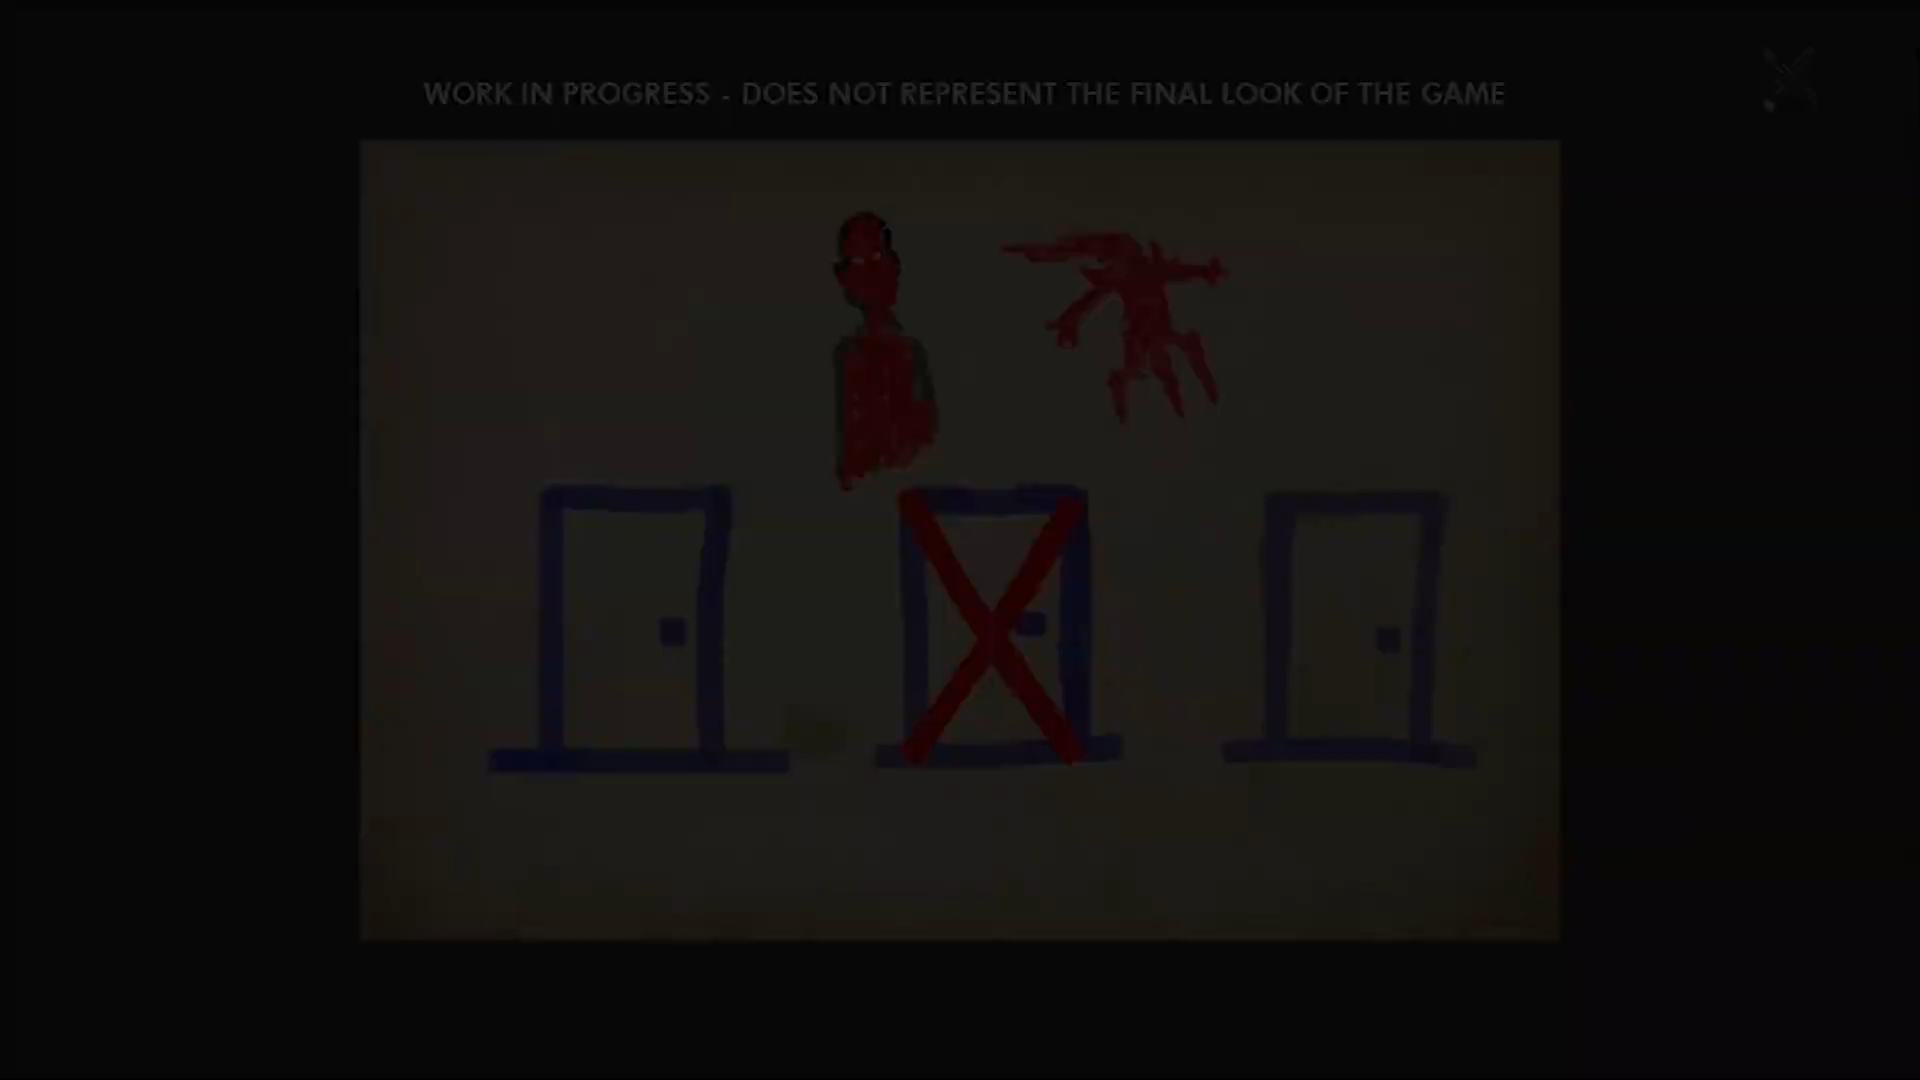 WORK IN PROGRESS - DOES NOT REPRESENT THE FINAL LOOK OF THE GAME